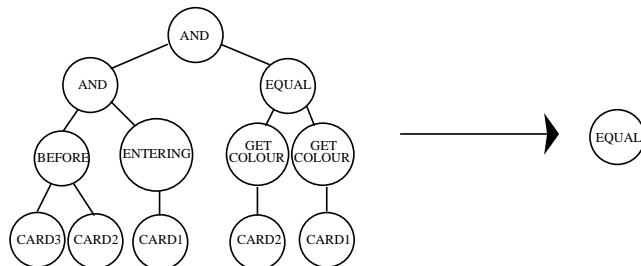 AND
AND
EQUAL
EQUAL
BEFORE
ENTERING
GET
COLOUR
GET
COLOUR
CARD3
CARD2
CARD1
CARD2
CARD1